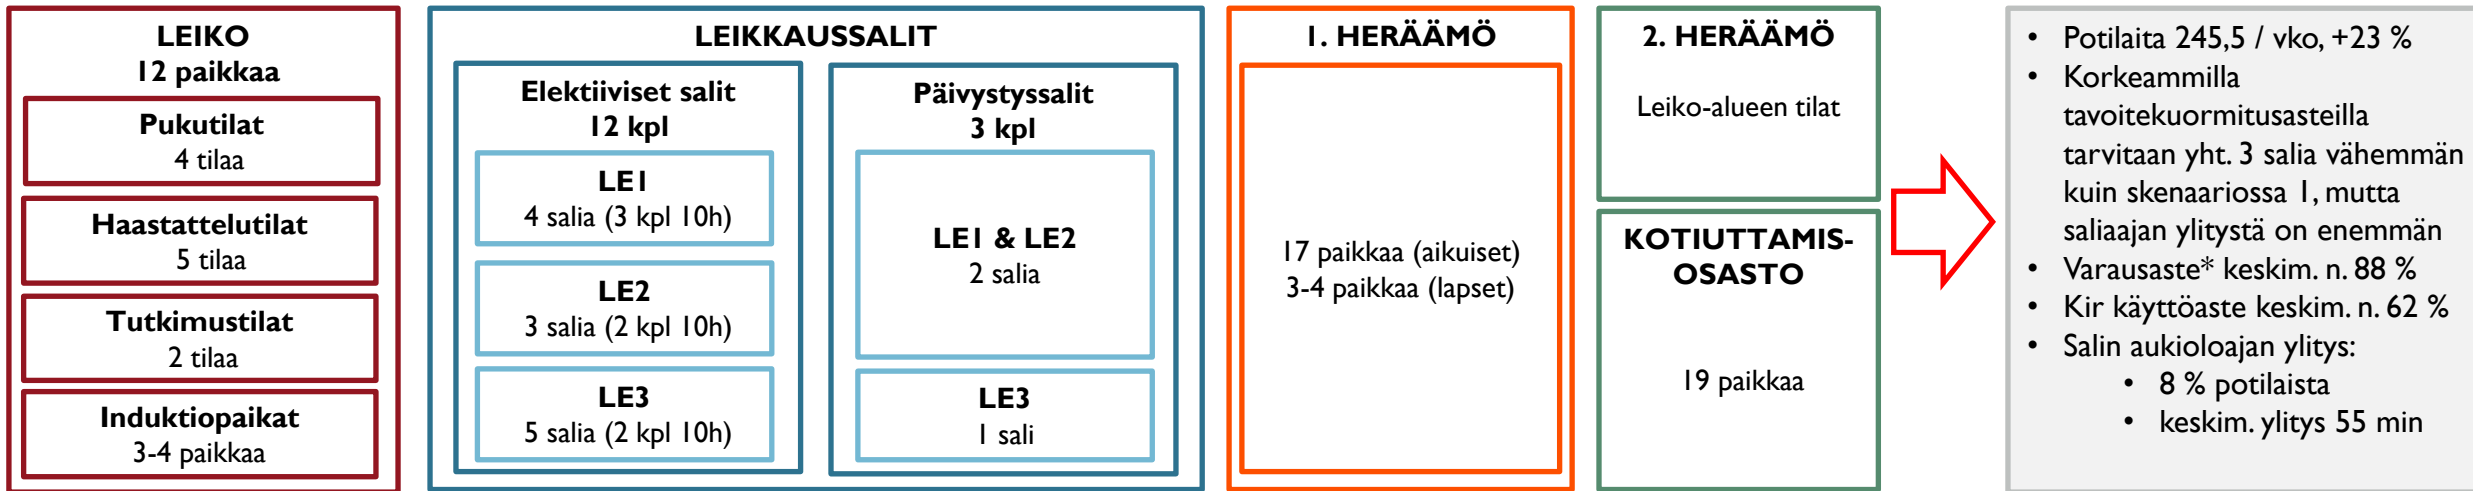 LEIKO
12 paikkaa
Pukutilat
4 tilaa
Haastattelutilat
5 tilaa
Tutkimustilat
2 tilaa
Induktiopaikat
3-4 paikkaa
LEIKKAUSSALIT
Elektiiviset salit
12 kpl
LE1
4 salia (3 kpl 10h)
LE2
3 salia (2 kpl 10h)
LE3
5 salia (2 kpl 10h)
Päivystyssalit
3 kpl
LE1 & LE2
2 salia
LE3
1 sali
1. HERÄÄMÖ
17 paikkaa (aikuiset)
3-4 paikkaa (lapset)
2. HERÄÄMÖ
Leiko-alueen tilat
KOTIUTTAMIS-
OSASTO
19 paikkaa
• Potilaita 245,5 / vko, +23 %
• Korkeammilla
tavoitekuormitusasteilla
tarvitaan yht. 3 salia vähemmän
kuin skenaariossa 1, mutta
saliaajan ylitystä on enemmän
• Varausaste* keskim. n. 88 %
• Kir käyttöaste keskim. n. 62 %
• Salin aukioloajan ylitys:
• 8 % potilaista
• keskim. ylitys 55 min